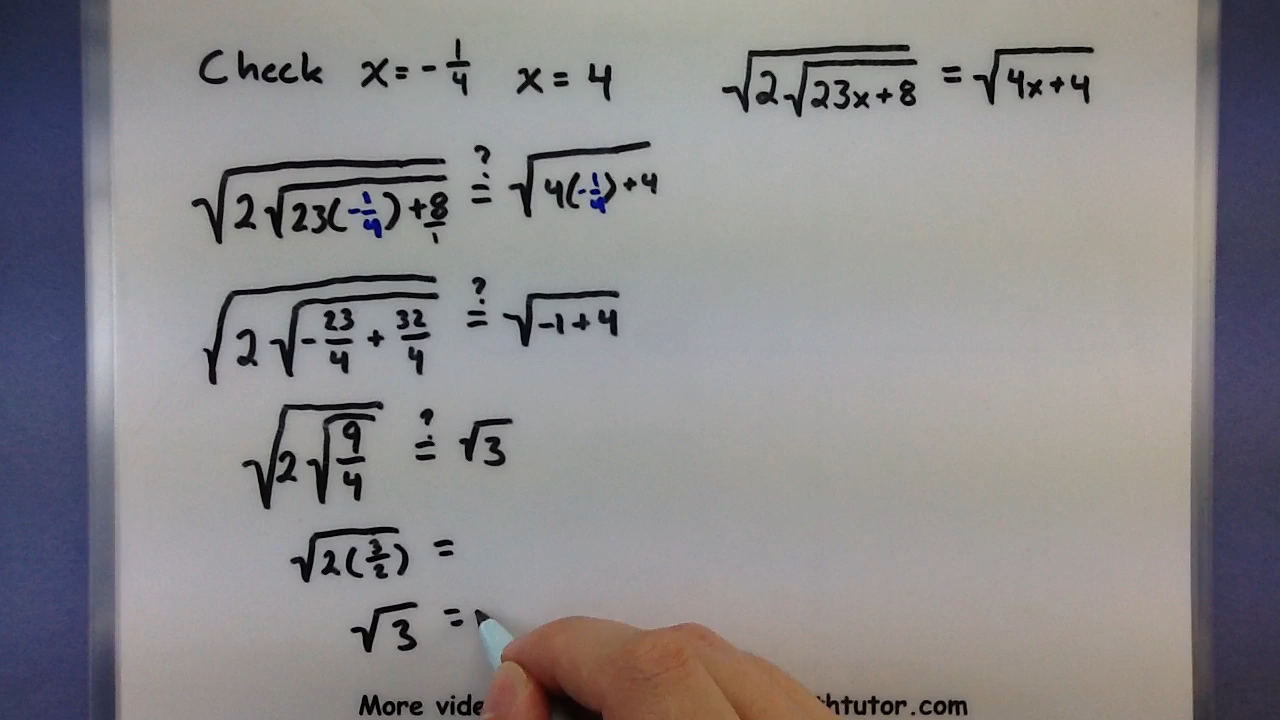 Check x = -1/4 x = 4 √(2√(23x+8)) = √(4x+4)
√(2√(23(-1/4)+8/1)) ≟ √(4(-1/4)+4)
√(2√(-23/4 + 32/4)) ≟ √(-1+4)
√(2√(9/4)) ≟ √3
√(2(3/2)) =
√3 =
More vide thtutor.com